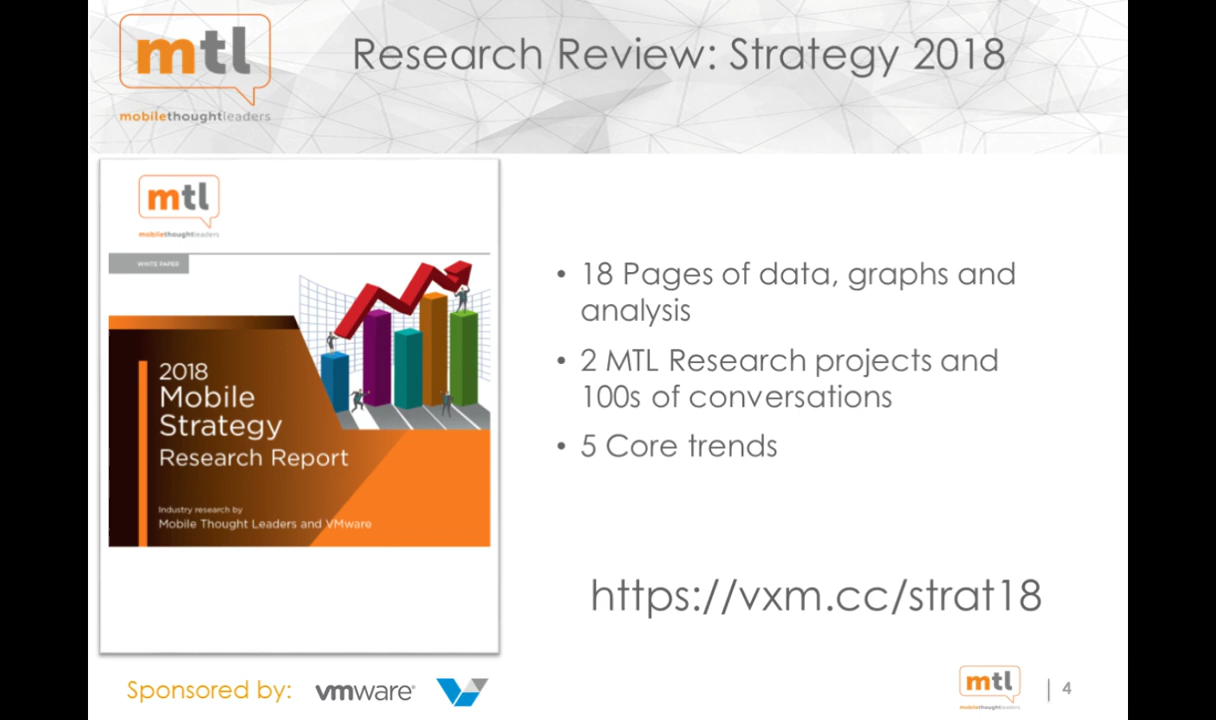 mtl
mobilethoughtleaders
Research Review: Strategy 2018
mtl
mobilethoughtleaders
WHITE PAPER
2018
Mobile
Strategy
Research Report
Industry research by
Mobile Thought Leaders and VMware
• 18 Pages of data, graphs and
analysis
• 2 MTL Research projects and
100s of conversations
• 5 Core trends
https://vxm.cc/strat18
Sponsored by: vmware®
mtl
mobilethoughtleaders
| 4